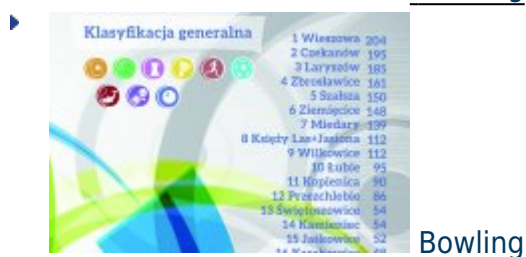 Klasyfikacja generalna
1 Wieszowa 204
2 Czekanów 195
3 Laryszów 185
4 Zbrosławice 161
5 Szałsza 150
6 Ziemięcice 148
7 Miedary 139
8 Księży Las+Jasiona 112
9 Wilkowice 112
10 Łubie 95
11 Kopienica 90
12 Przezchlebie 86
13 Świętoszowice 54
14 Kamieniec 54
15 Jaśkowice 52
Bowling